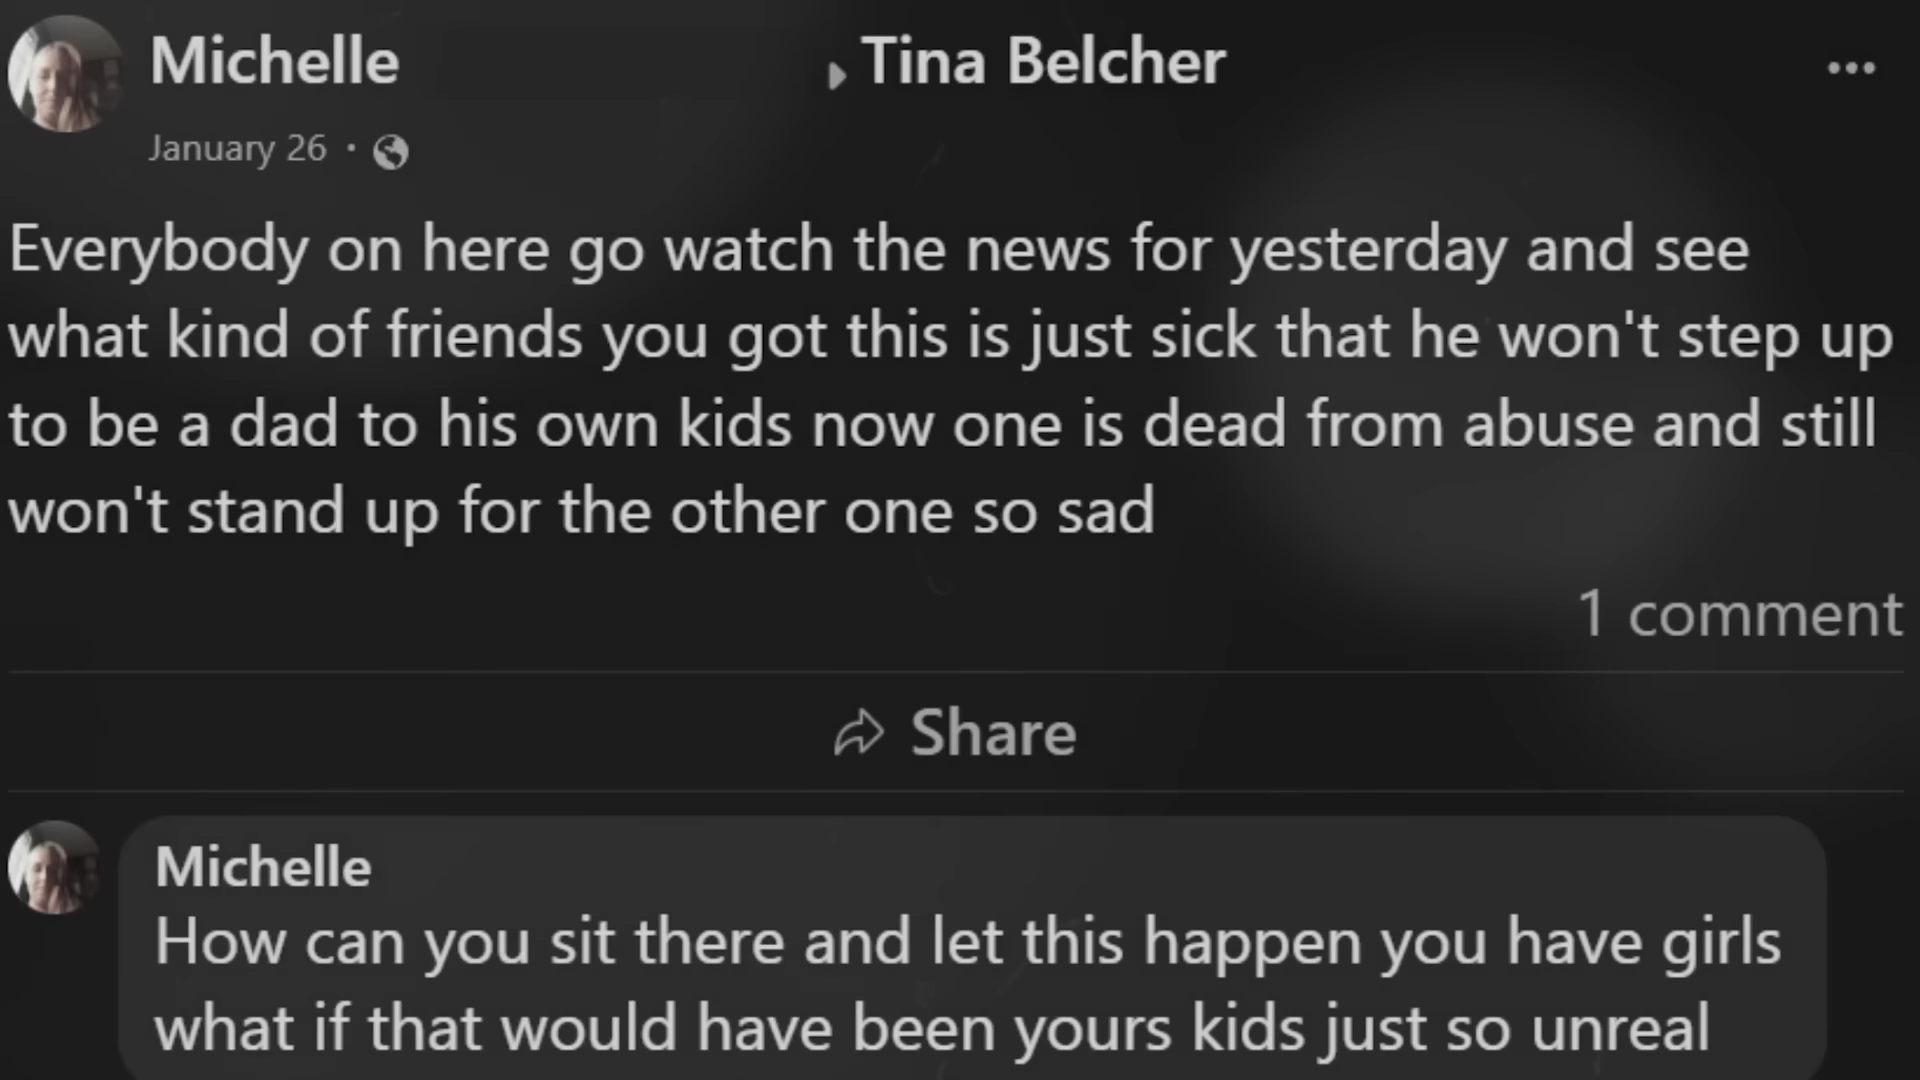 Michelle Tina Belcher
January 26 ·
Everybody on here go watch the news for yesterday and see
what kind of friends you got this is just sick that he won't step up
to be a dad to his own kids now one is dead from abuse and still
won't stand up for the other one so sad
1 comment
Share
Michelle
How can you sit there and let this happen you have girls
what if that would have been yours kids just so unreal